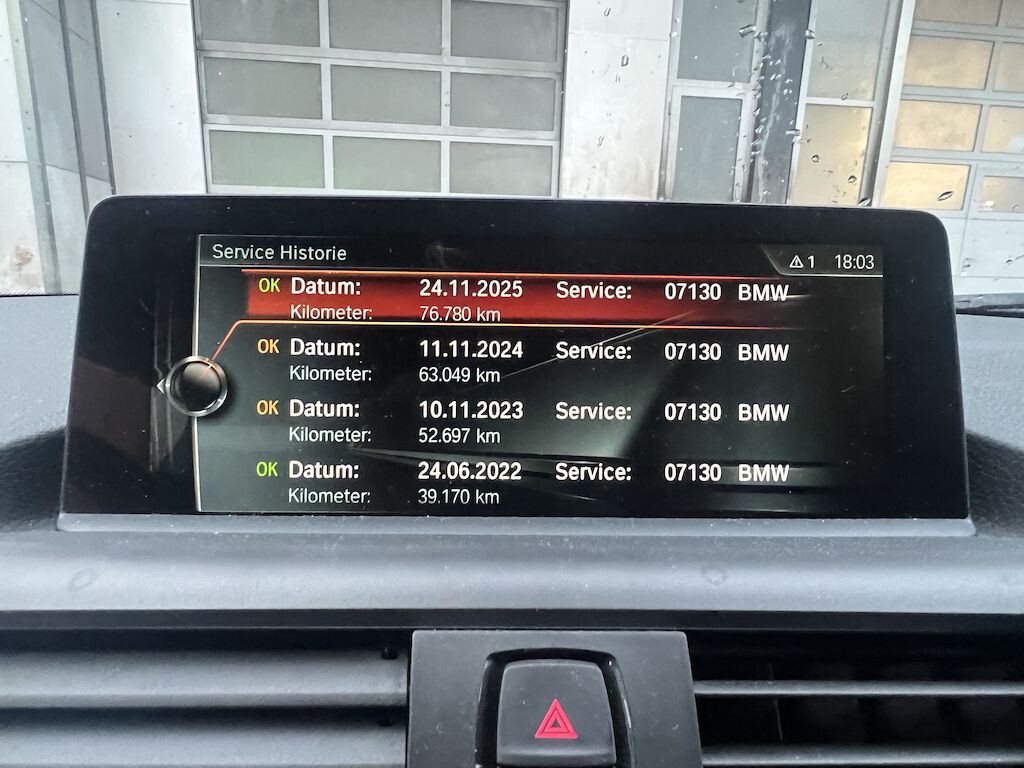 Service Historie 1 18:03
OK Datum: 24.11.2025 Service: 07130 BMW
Kilometer: 76.780 km
OK Datum: 11.11.2024 Service: 07130 BMW
Kilometer: 63.049 km
OK Datum: 10.11.2023 Service: 07130 BMW
Kilometer: 52.697 km
OK Datum: 24.06.2022 Service: 07130 BMW
Kilometer: 39.170 km